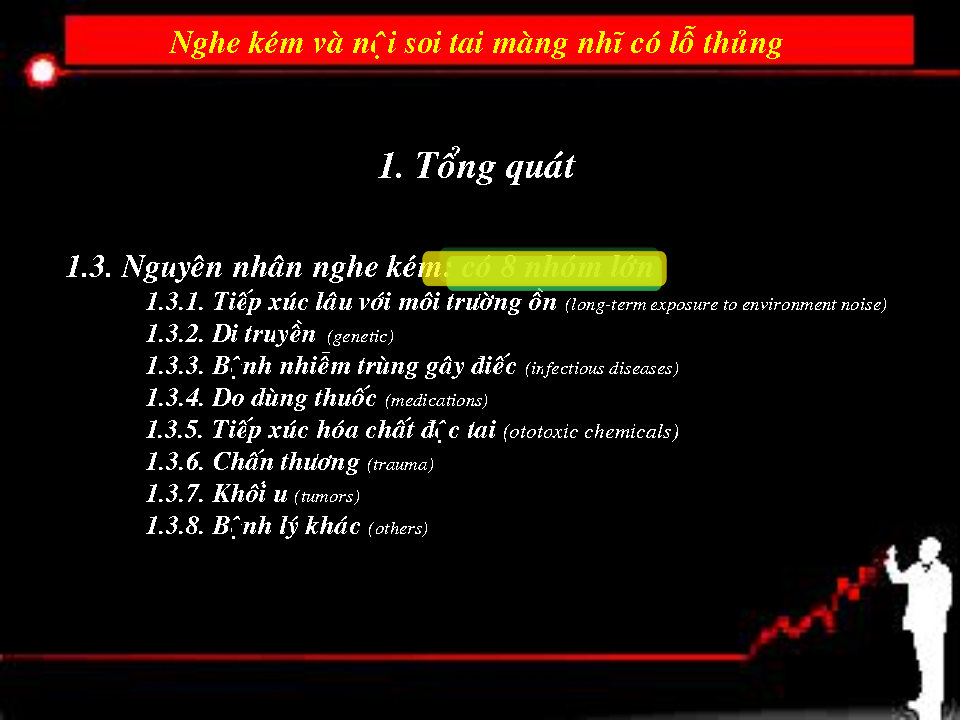 Nghe kém và nội soi tai màng nhĩ có lỗ thủng
1. Tổng quát
1.3. Nguyên nhân nghe kém: có 8 nhóm lớn
1.3.1. Tiếp xúc lâu với môi trường ồn (long-term exposure to environment noise)
1.3.2. Di truyền (genetic)
1.3.3. Bệnh nhiễm trùng gây điếc (infectious diseases)
1.3.4. Do dùng thuốc (medications)
1.3.5. Tiếp xúc hóa chất độc tai (ototoxic chemicals)
1.3.6. Chấn thương (trauma)
1.3.7. Khối u (tumors)
1.3.8. Bệnh lý khác (others)